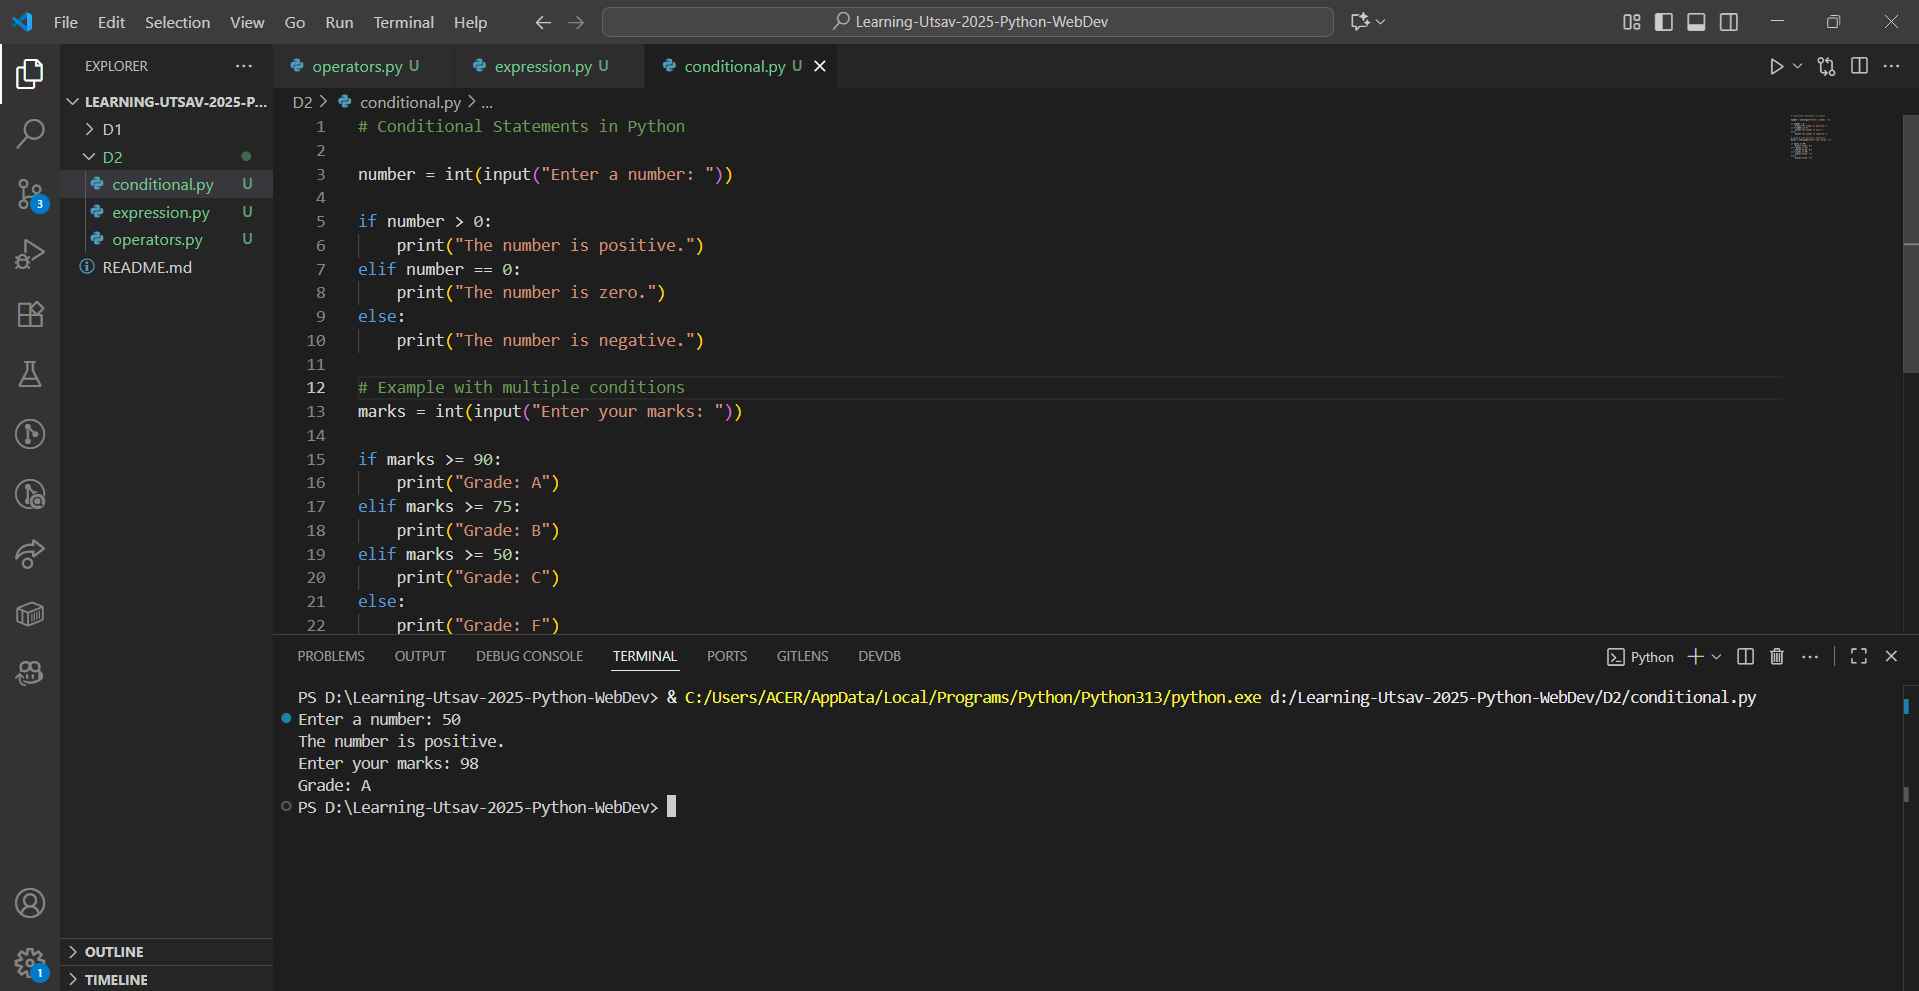 File Edit Selection View Go Run Terminal Help
Learning-Utsav-2025-Python-WebDev
EXPLORER
LEARNING-UTSAV-2025-P...
D1
D2
conditional.py U
expression.py U
operators.py U
README.md
OUTLINE
TIMELINE
3
1
operators.py U expression.py U conditional.py U
D2 > conditional.py > ...
1 # Conditional Statements in Python
2
3 number = int(input("Enter a number: "))
4
5 if number > 0:
6     print("The number is positive.")
7 elif number == 0:
8     print("The number is zero.")
9 else:
10     print("The number is negative.")
11
12 # Example with multiple conditions
13 marks = int(input("Enter your marks: "))
14
15 if marks >= 90:
16     print("Grade: A")
17 elif marks >= 75:
18     print("Grade: B")
19 elif marks >= 50:
20     print("Grade: C")
21 else:
22     print("Grade: F")
PROBLEMS OUTPUT DEBUG CONSOLE TERMINAL PORTS GITLENS DEVDB
Python
PS D:\Learning-Utsav-2025-Python-WebDev> & C:/Users/ACER/AppData/Local/Programs/Python/Python313/python.exe d:/Learning-Utsav-2025-Python-WebDev/D2/conditional.py
Enter a number: 50
The number is positive.
Enter your marks: 98
Grade: A
PS D:\Learning-Utsav-2025-Python-WebDev>